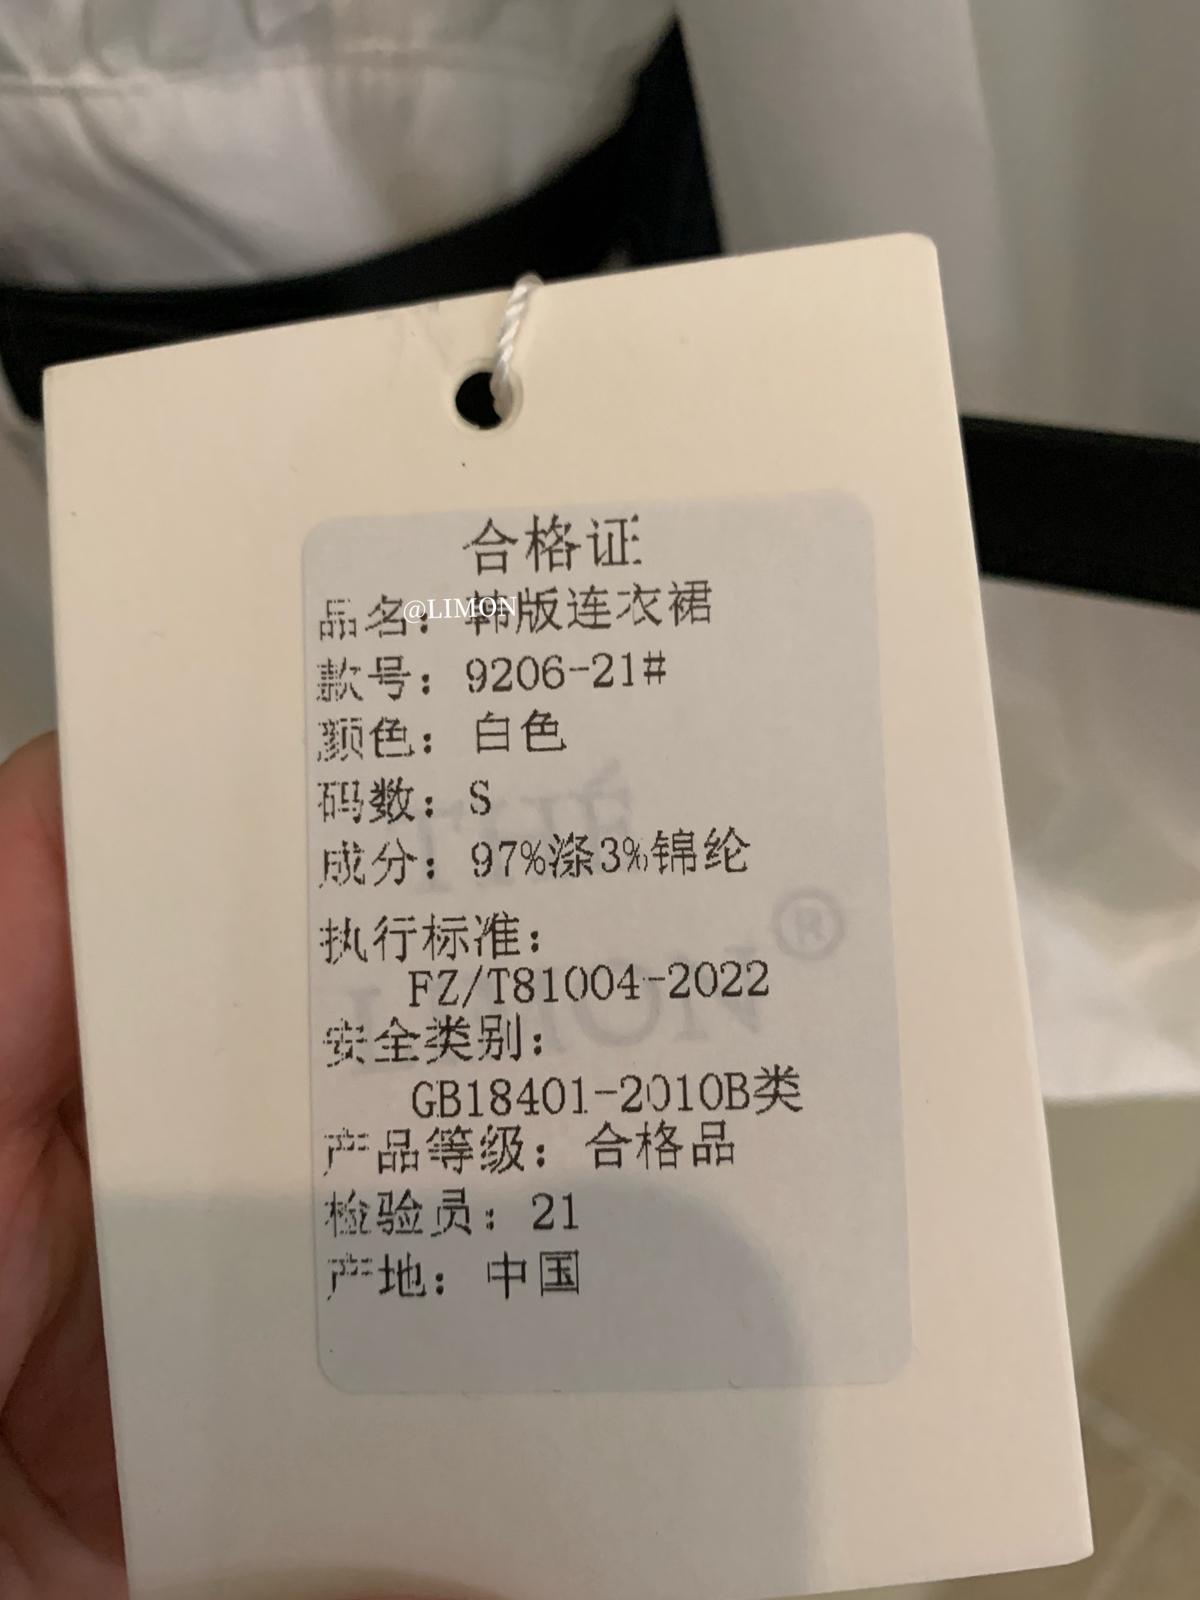 合格证
品名：韩版连衣裙
@LIMON
款号：9206-21#
颜色：白色
码数：S
成分：97%涤3%锦纶
执行标准：
FZ/T81004-2022
安全类别：
GB18401-2010B类
产品等级：合格品
检验员：21
产地：中国
®